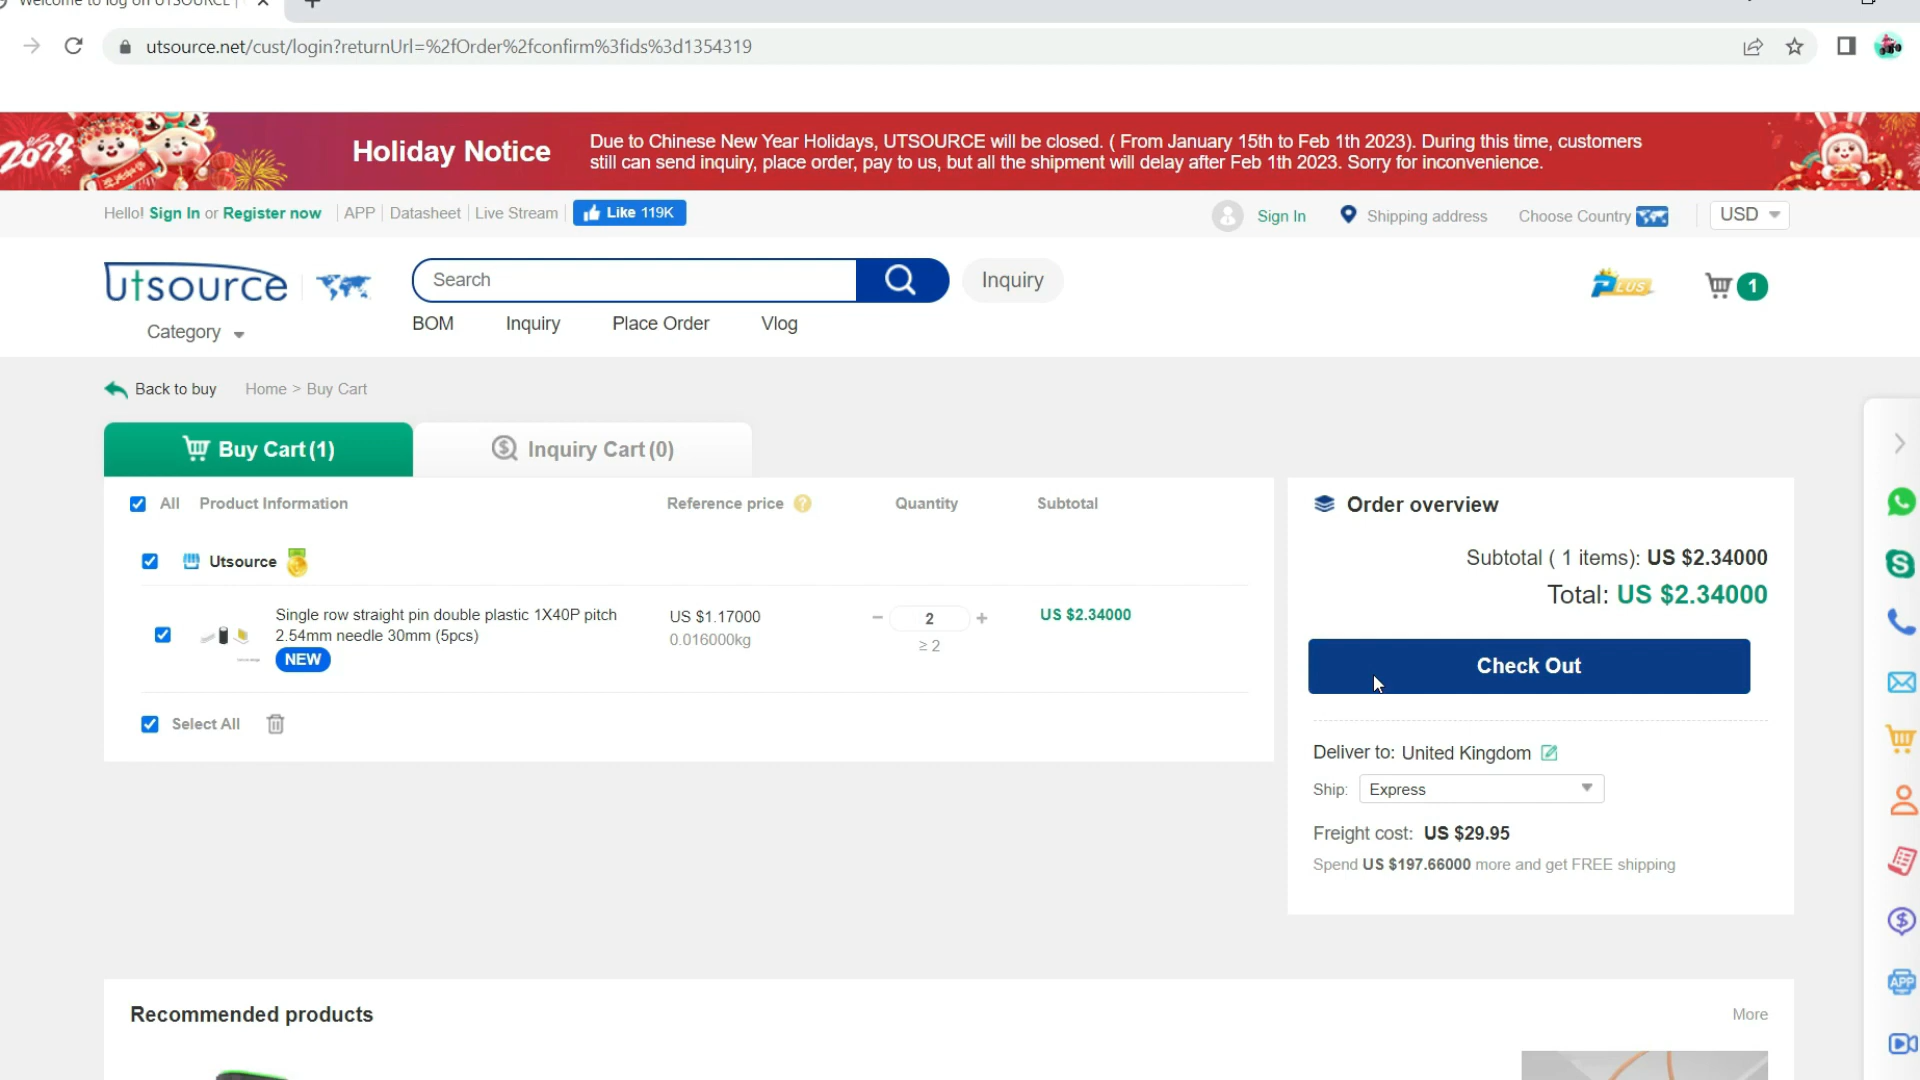 Welcome to log on UTSOURCE |
utsource.net/cust/login?returnUrl=%2fOrder%2fconfirm%3fids%3d1354319
2023
Holiday Notice
Due to Chinese New Year Holidays, UTSOURCE will be closed. ( From January 15th to Feb 1th 2023). During this time, customers
still can send inquiry, place order, pay to us, but all the shipment will delay after Feb 1th 2023. Sorry for inconvenience.
Hello! Sign In or Register now | APP | Datasheet | Live Stream | Like 119K
Sign In Shipping address Choose Country USD
utsource
Search
Inquiry
PLUS
1
Category
BOM Inquiry Place Order Vlog
Back to buy Home > Buy Cart
Buy Cart (1)
Inquiry Cart (0)
All Product Information Reference price ? Quantity Subtotal
Utsource
Single row straight pin double plastic 1X40P pitch
2.54mm needle 30mm (5pcs)
NEW
US $1.17000
0.016000kg
− 2 +
≥ 2
US $2.34000
Select All
Order overview
Subtotal ( 1 items): US $2.34000
Total: US $2.34000
Check Out
Deliver to: United Kingdom
Ship: Express
Freight cost: US $29.95
Spend US $197.66000 more and get FREE shipping
APP
Recommended products
More